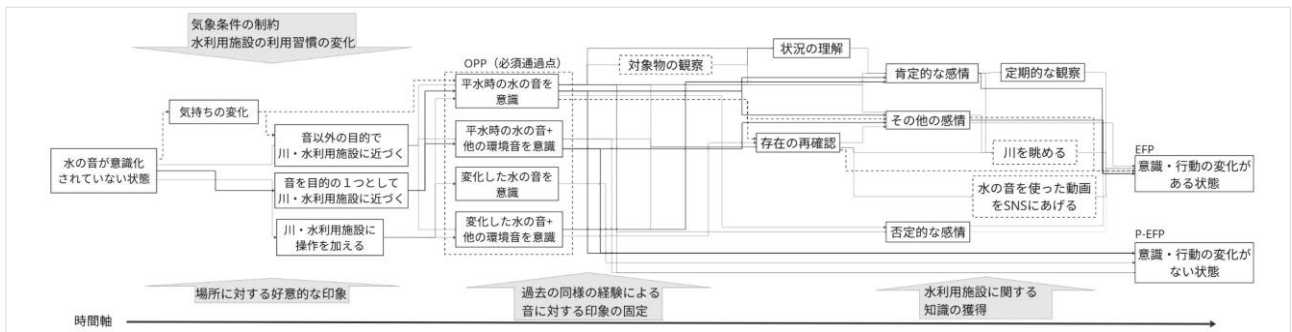 気象条件の制約
水利用施設の利用習慣の変化
OPP（必須通過点）
気持ちの変化
水の音が意識化
されていない状態
音以外の目的で
川・水利用施設に近づく
音を目的の１つとして
川・水利用施設に近づく
川・水利用施設に
操作を加える
平水時の水の音を
意識
平水時の水の音+
他の環境音を意識
変化した水の音を
意識
変化した水の音+
他の環境音を意識
対象物の観察
状況の理解
存在の再確認
肯定的な感情
その他の感情
否定的な感情
定期的な観察
川を眺める
水の音を使った動画
をSNSにあげる
EFP
意識・行動の変化が
ある状態
P-EFP
意識・行動の変化が
ない状態
場所に対する好意的な印象
過去の同様の経験による
音に対する印象の固定
水利用施設に関する
知識の獲得
時間軸